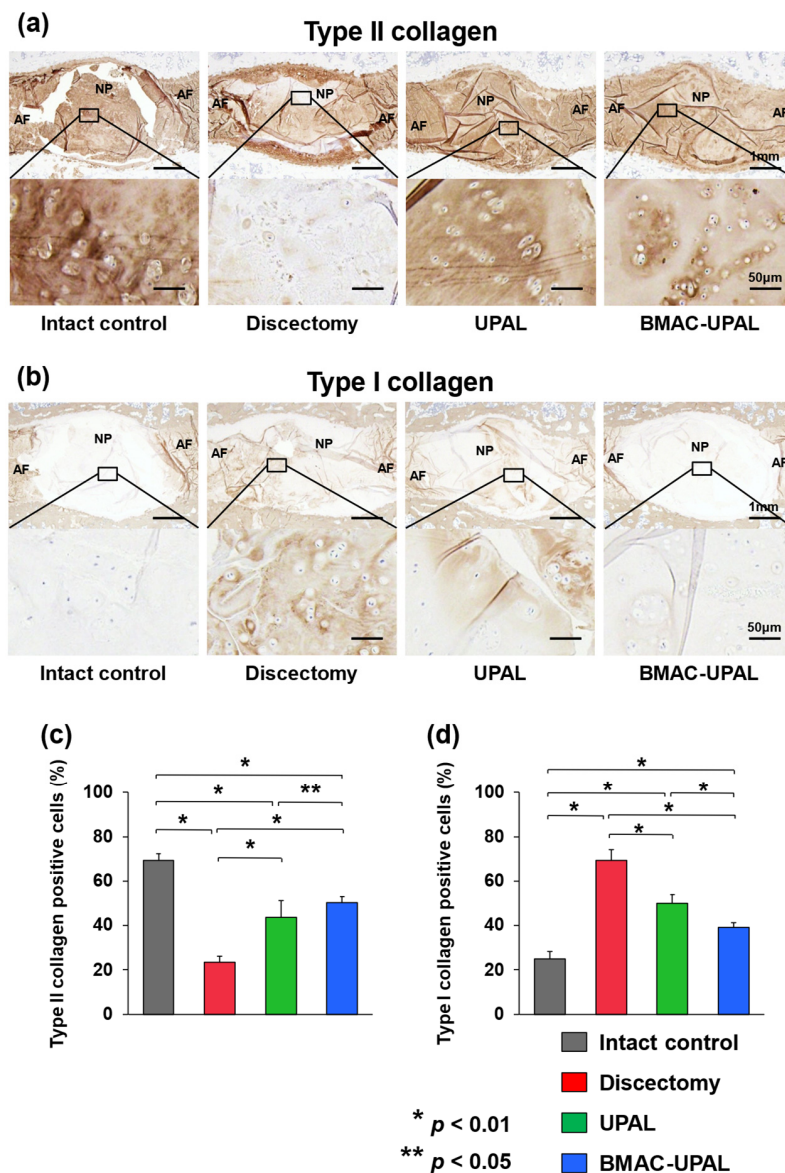 (a)
Type II collagen
NP NP NP NP
AF AF AF AF AF AF AF AF
1mm
50µm
Intact control Discectomy UPAL BMAC-UPAL
(b)
Type I collagen
NP NP NP NP
AF AF AF AF AF AF AF AF
1mm
50µm
Intact control Discectomy UPAL BMAC-UPAL
(c)
Type II collagen positive cells (%)
*
* **
* *
*
100
80
60
40
20
0
(d)
Type I collagen positive cells (%)
*
* *
* *
*
100
80
60
40
20
0
Intact control
Discectomy
UPAL
BMAC-UPAL
* p < 0.01
** p < 0.05